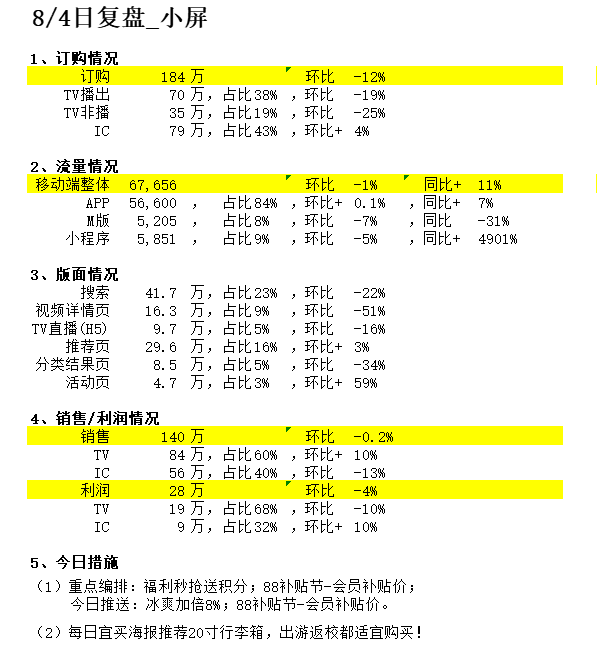 8/4日复盘_小屏
1、订购情况
订购 184 万 环比 -12%
TV播出 70 万，占比38% ，环比 -19%
TV非播 35 万，占比19% ，环比 -25%
IC 79 万，占比43% ，环比+ 4%
2、流量情况
移动端整体 67,656 环比 -1% 同比+ 11%
APP 56,600 ， 占比84% ，环比+ 0.1% ，同比+ 7%
M版 5,205 ， 占比8% ，环比 -7% ，同比 -31%
小程序 5,851 ， 占比9% ，环比 -5% ，同比+ 4901%
3、版面情况
搜索 41.7 万，占比23% ，环比 -22%
视频详情页 16.3 万，占比9% ，环比 -51%
TV直播(H5) 9.7 万，占比5% ，环比 -16%
推荐页 29.6 万，占比16% ，环比+ 3%
分类结果页 8.5 万，占比5% ，环比 -34%
活动页 4.7 万，占比3% ，环比+ 59%
4、销售/利润情况
销售 140 万 环比 -0.2%
TV 84 万，占比60% ，环比+ 10%
IC 56 万，占比40% ，环比 -13%
利润 28 万 环比 -4%
TV 19 万，占比68% ，环比 -10%
IC 9 万，占比32% ，环比+ 10%
5、今日措施
（1）重点编排：福利秒抢送积分；88补贴节-会员补贴价；
今日推送：冰爽加倍8%；88补贴节-会员补贴价。
（2）每日宜买海报推荐20寸行李箱，出游返校都适宜购买！